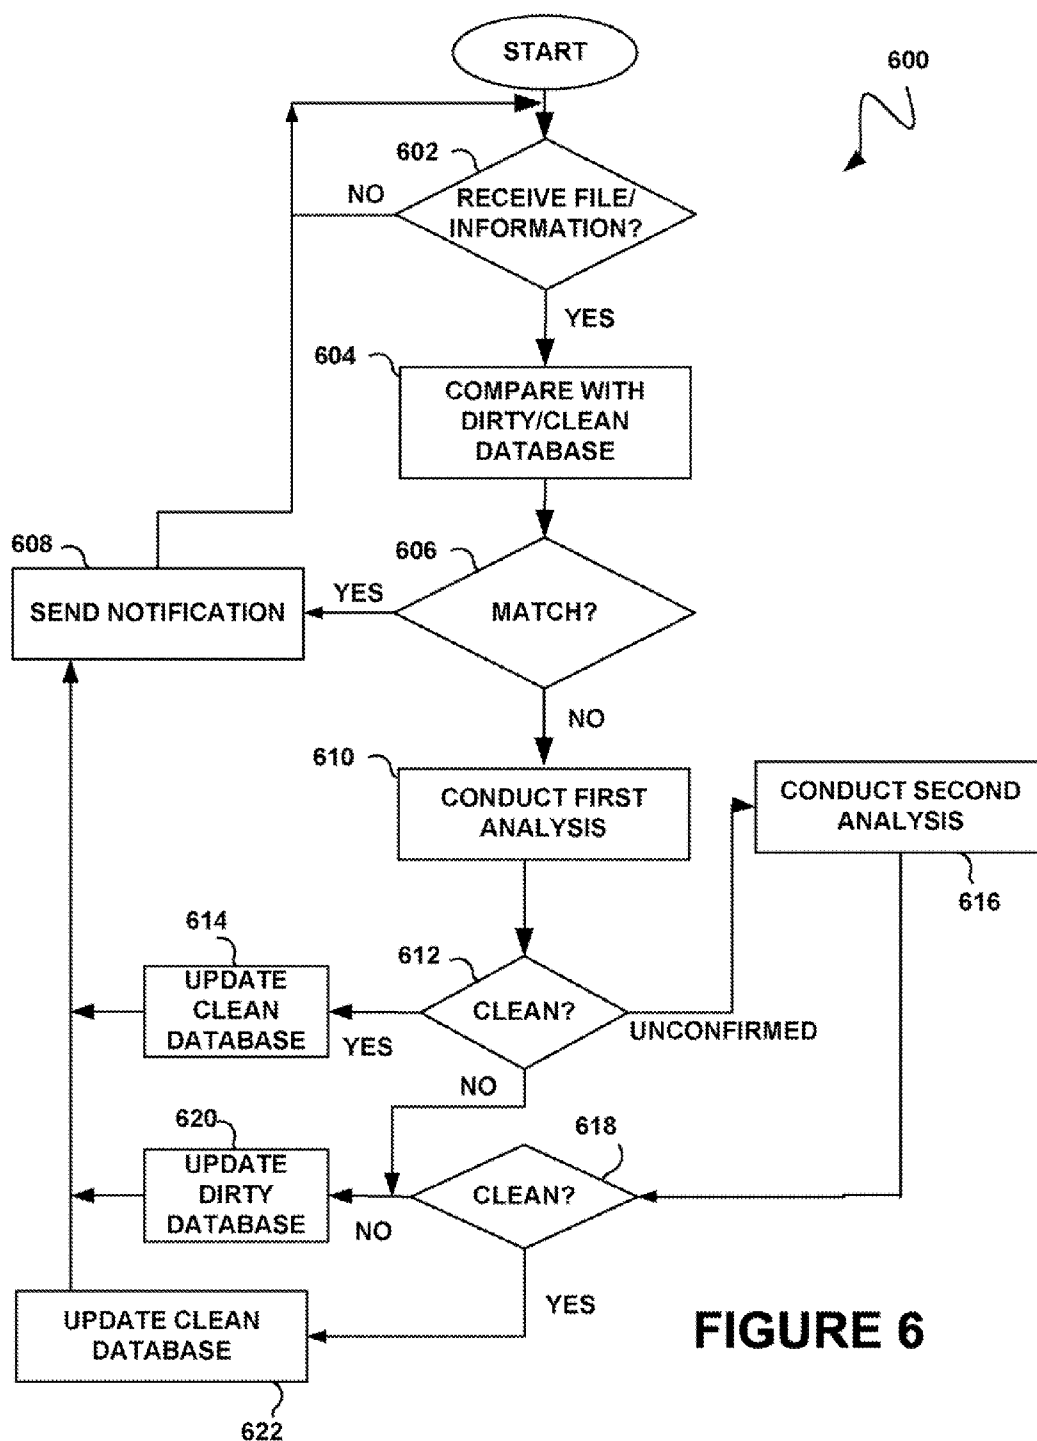 START
600
602
NO
RECEIVE FILE/
INFORMATION?
YES
604
COMPARE WITH
DIRTY/CLEAN
DATABASE
608
606
SEND NOTIFICATION
YES
MATCH?
NO
610
CONDUCT FIRST
ANALYSIS
CONDUCT SECOND
ANALYSIS
616
614
612
UPDATE
CLEAN
DATABASE
YES
CLEAN?
UNCONFIRMED
NO
620
618
UPDATE
DIRTY
DATABASE
NO
CLEAN?
YES
UPDATE CLEAN
DATABASE
622
FIGURE 6